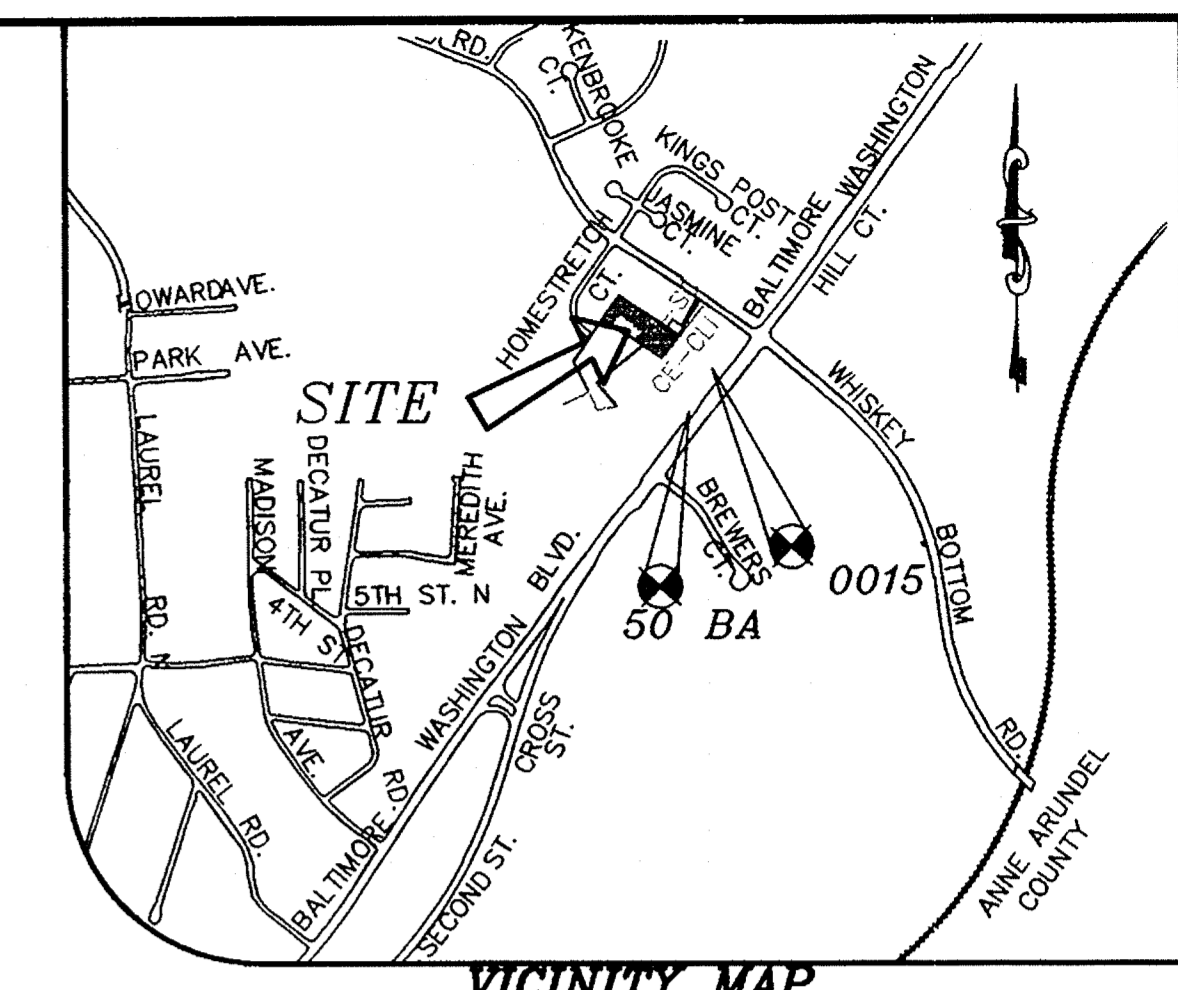 RD.
KENBROOKE
CT.
KINGS POST
CT.
JASMINE
CT.
HOMESTRETCH
CT.
BALTIMORE WASHINGTON
HILL CT.
OWARDAVE.
PARK AVE.
SITE
WHISKEY
BOTTOM
RD.
LAUREL
RD. N
MADISON
AVE.
DECATUR PL
MEREDITH
AVE.
5TH ST. N
4TH ST
DECATUR
RD.
BREWERS
CT.
0015
50 BA
BALTIMORE WASHINGTON BLVD.
CROSS
ST.
SECOND ST.
LAUREL RD.
ANNE ARUNDEL
COUNTY
VICINITY MAP